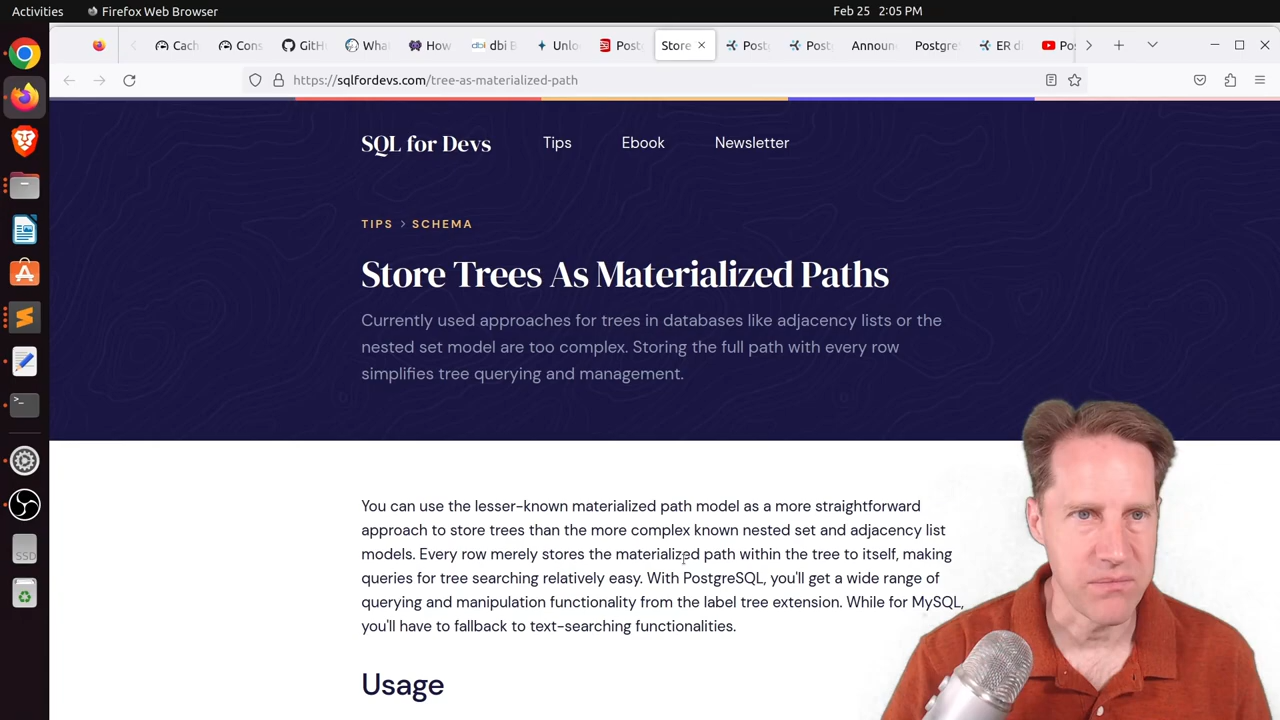 Activities
Firefox Web Browser
Feb 25 2:05 PM
Cach
Cons
GitH
What
How
dbi
dbi B
Unlo
Post
Store
Post
Post
Announ
Postgre
ER d
Po
https://sqlfordevs.com/tree-as-materialized-path
SQL for Devs
Tips
Ebook
Newsletter
TIPS > SCHEMA
Store Trees As Materialized Paths
Currently used approaches for trees in databases like adjacency lists or the
nested set model are too complex. Storing the full path with every row
simplifies tree querying and management.
You can use the lesser-known materialized path model as a more straightforward
approach to store trees than the more complex known nested set and adjacency list
models. Every row merely stores the materialized path within the tree to itself, making
queries for tree searching relatively easy. With PostgreSQL, you'll get a wide range of
querying and manipulation functionality from the label tree extension. While for MySQL,
you'll have to fallback to text-searching functionalities.
Usage
SSD